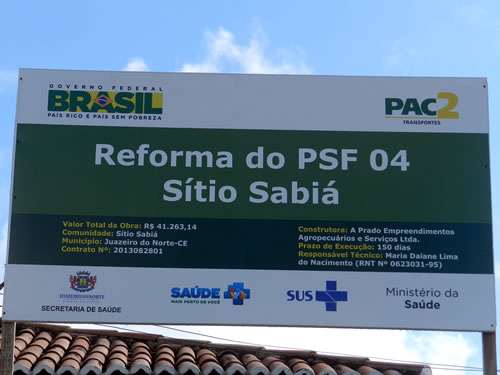 GOVERNO FEDERAL
BRASIL
PAÍS RICO É PAÍS SEM POBREZA
PAC2
TRANSPORTES
Reforma do PSF 04
Sítio Sabiá
Valor Total da Obra: R$ 41.263,14
Comunidade: Sítio Sabiá
Município: Juazeiro do Norte-CE
Contrato Nº: 2013082801
Construtora: A Prado Empreendimentos
Agropecuários e Serviços Ltda.
Prazo de Execução: 150 dias
Responsável Técnico: Maria Daiane Lima
do Nascimento (RNT Nº 0623031-95)
JUAZEIRO DO NORTE
SECRETARIA DE SAÚDE
SAÚDE
MAIS PERTO DE VOCÊ
SUS
Ministério da
Saúde